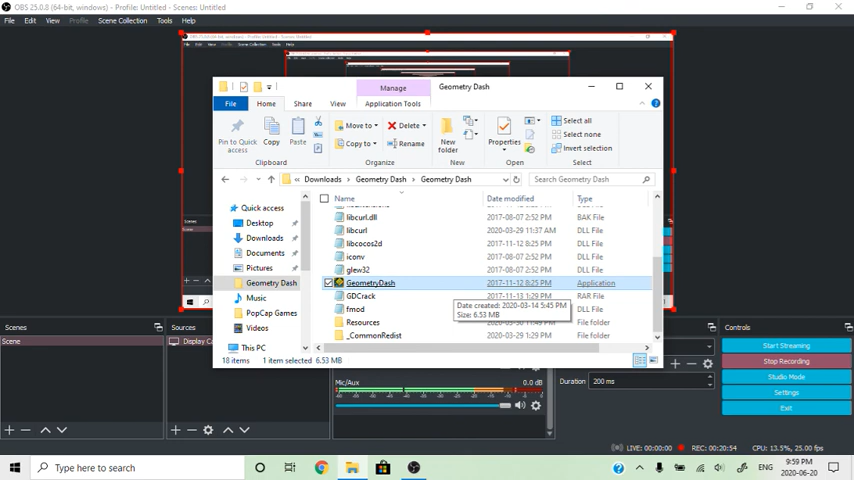 OBS 25.0.8 (64-bit, windows) - Profile: Untitled - Scenes: Untitled
File Edit View Profile Scene Collection Tools Help
Manage Geometry Dash
File Home Share View Application Tools
Pin to Quick access
Copy
Paste
Clipboard
Move to
Copy to
Delete
Rename
Organize
New folder
New
Properties
Open
Select all
Select none
Invert selection
Select
« Downloads > Geometry Dash > Geometry Dash
Search Geometry Dash
Quick access
Desktop
Downloads
Documents
Pictures
Geometry Dash
Music
PopCap Games
Videos
This PC
Name Date modified Type
libcurl.dll 2017-08-07 2:52 PM BAK File
libcurl 2020-03-29 11:37 AM DLL File
libcocos2d 2017-11-12 8:25 PM DLL File
iconv 2017-08-07 2:52 PM DLL File
glew32 2017-08-07 2:52 PM DLL File
GeometryDash 2017-11-12 8:25 PM Application
GDCrack 2017-11-13 1:29 PM RAR File
fmod DLL File
Resources File folder
_CommonRedist 2020-03-29 1:29 PM File folder
Date created: 2020-03-14 5:45 PM
Size: 6.53 MB
18 items 1 item selected 6.53 MB
Scenes
Scene
Sources
Display Ca
Mic/Aux 0.0 dB
Duration 200 ms
Controls
Start Streaming
Stop Recording
Studio Mode
Settings
Exit
LIVE: 00:00:00 REC: 00:20:54 CPU: 13.5%, 25.00 fps
Type here to search
ENG
9:59 PM
2020-06-20